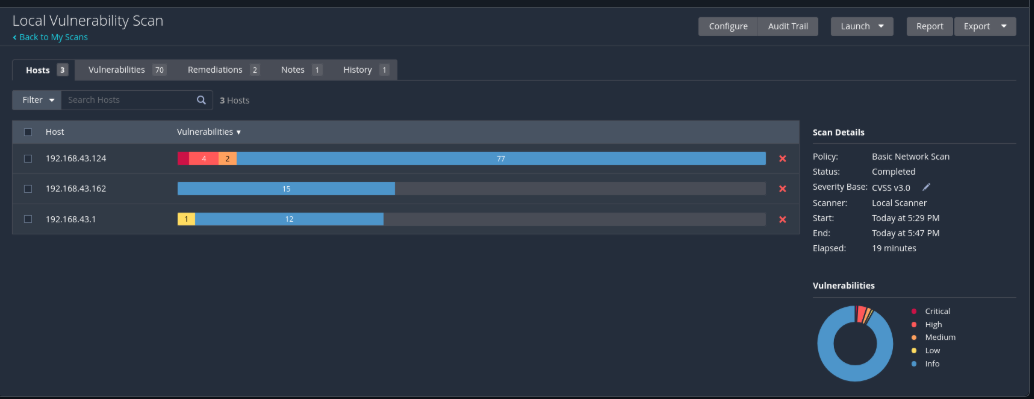 Local Vulnerability Scan
‹ Back to My Scans
Configure Audit Trail Launch Report Export
Hosts 3 Vulnerabilities 70 Remediations 2 Notes 1 History 1
Filter Search Hosts 3 Hosts
Host Vulnerabilities
192.168.43.124 4 2 77
192.168.43.162 15
192.168.43.1 1 12
Scan Details
Policy: Basic Network Scan
Status: Completed
Severity Base: CVSS v3.0
Scanner: Local Scanner
Start: Today at 5:29 PM
End: Today at 5:47 PM
Elapsed: 19 minutes
Vulnerabilities
Critical
High
Medium
Low
Info